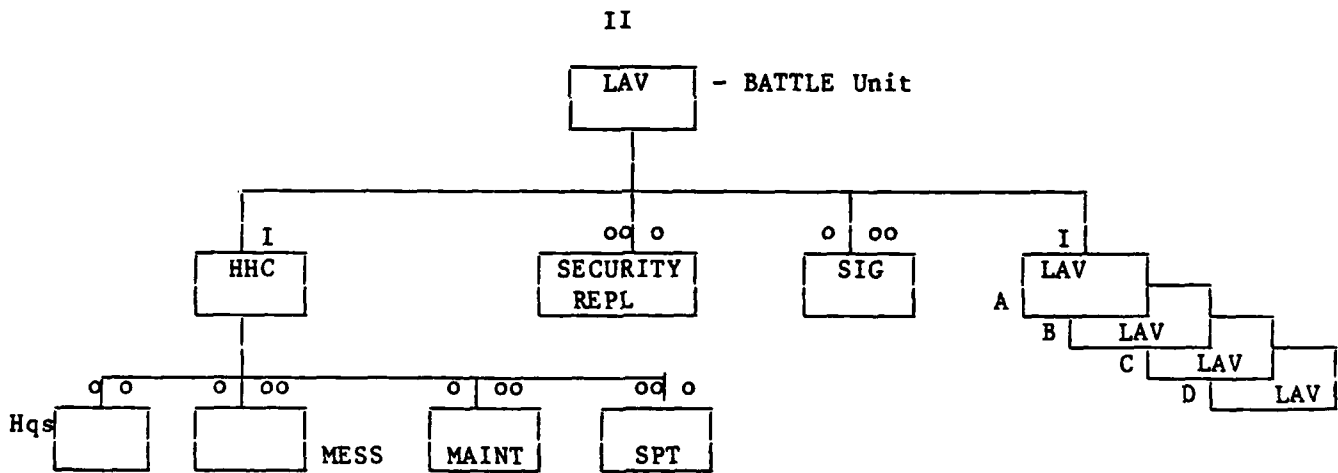 II
LAV - BATTLE Unit
I oo o o oo I
HHC SECURITY SIG LAV
REPL
A
B LAV
C LAV
D LAV
o o o oo o oo oo o
Hqs
MESS MAINT SPT